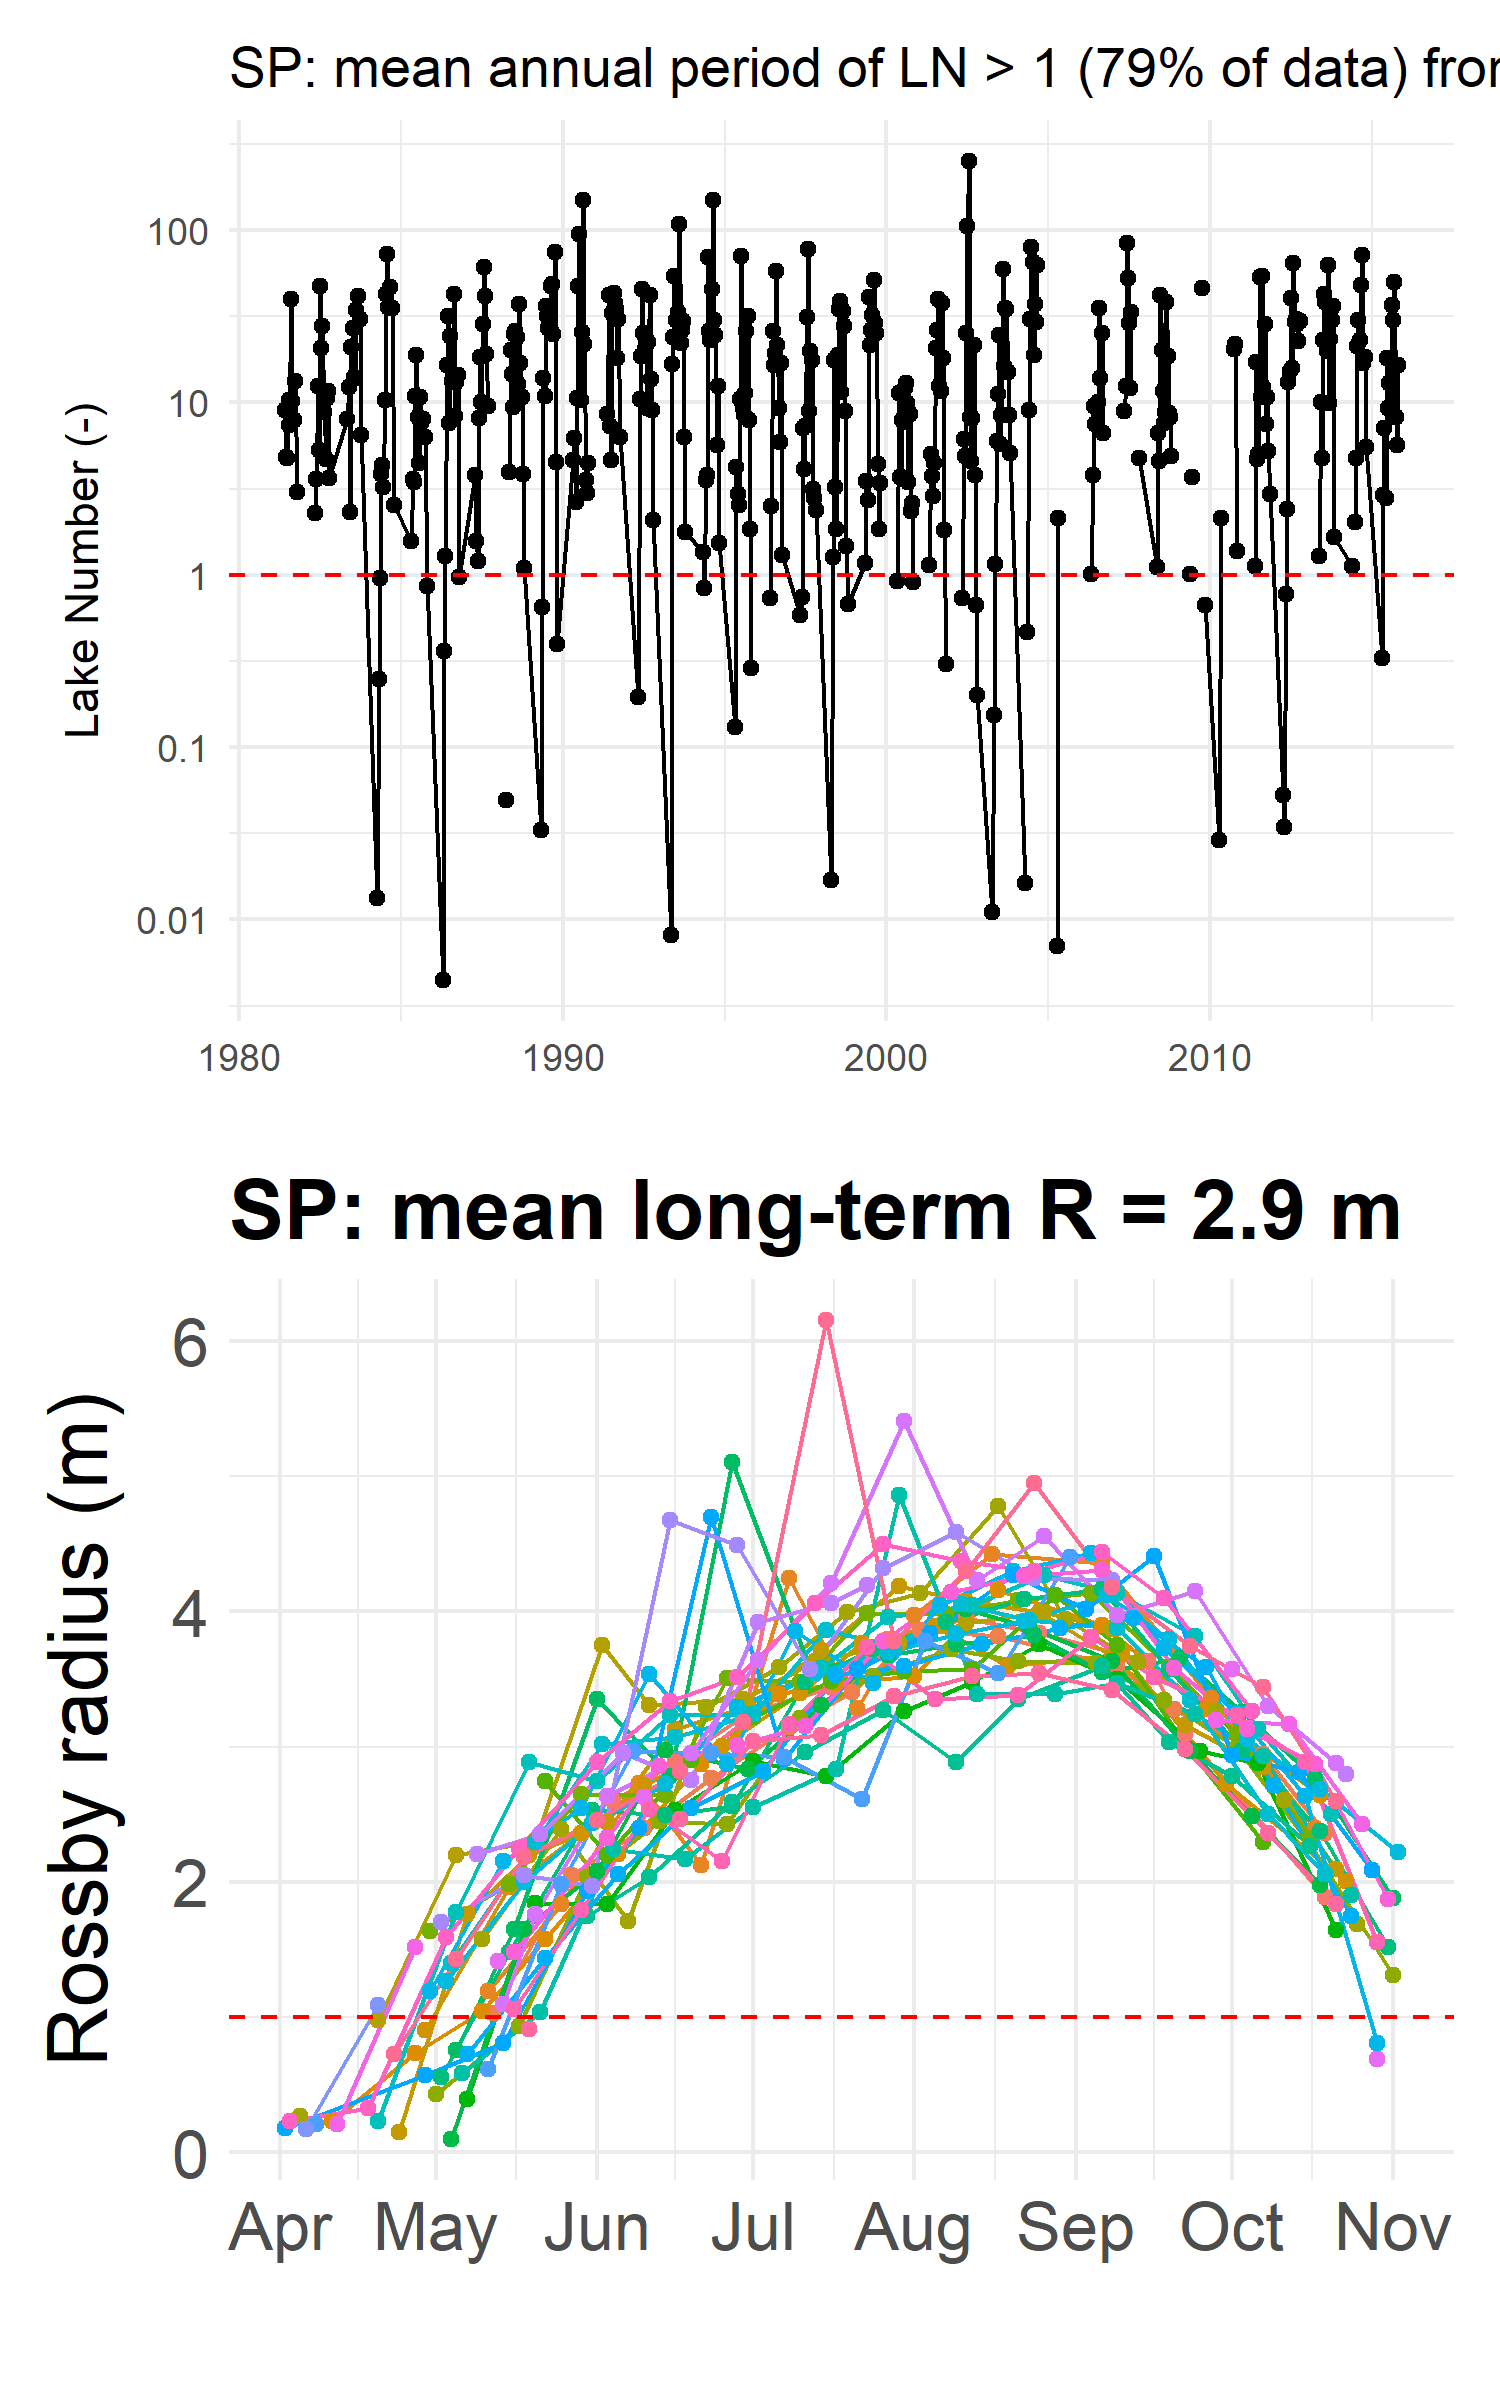 SP: mean annual period of LN > 1 (79% of data) fror
Lake Number (-)
100
10
1
0.1
0.01
1980 1990 2000 2010
SP: mean long-term R = 2.9 m
Rossby radius (m)
6
4
2
0
Apr May Jun Jul Aug Sep Oct Nov